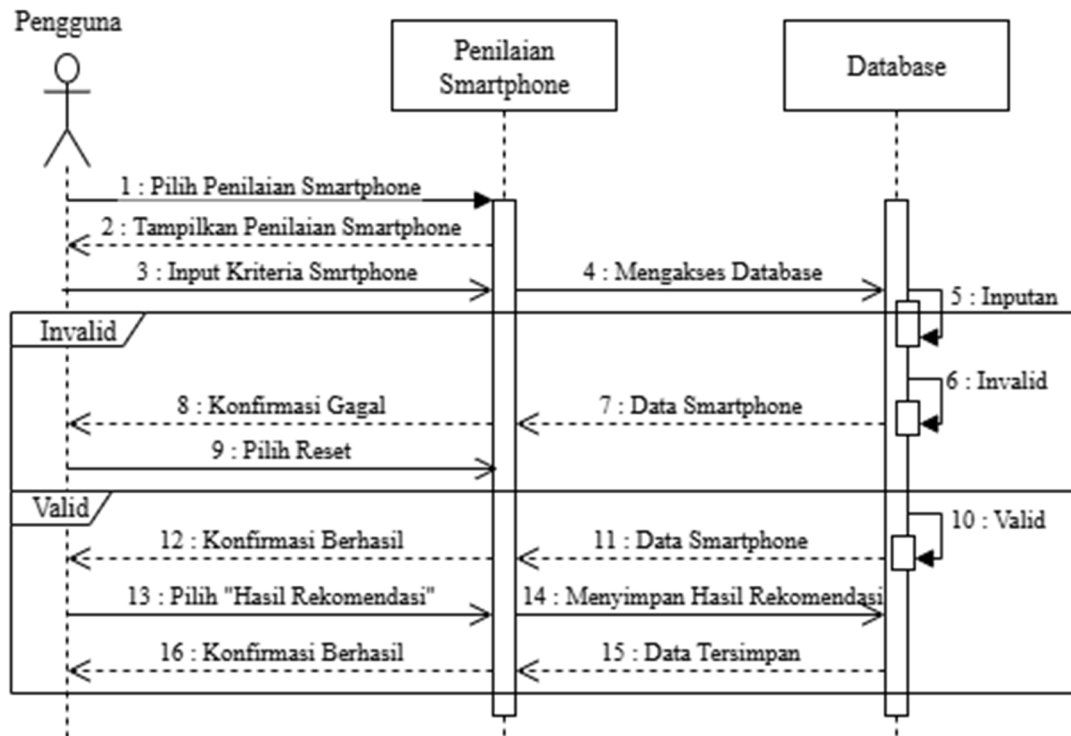 Pengguna
Penilaian
Smartphone
Database
1 : Pilih Penilaian Smartphone
2 : Tampilkan Penilaian Smartphone
3 : Input Kriteria Smrtphone
4 : Mengakses Database
5 : Inputan
Invalid
6 : Invalid
7 : Data Smartphone
8 : Konfirmasi Gagal
9 : Pilih Reset
Valid
10 : Valid
11 : Data Smartphone
12 : Konfirmasi Berhasil
13 : Pilih "Hasil Rekomendasi"
14 : Menyimpan Hasil Rekomendasi
15 : Data Tersimpan
16 : Konfirmasi Berhasil